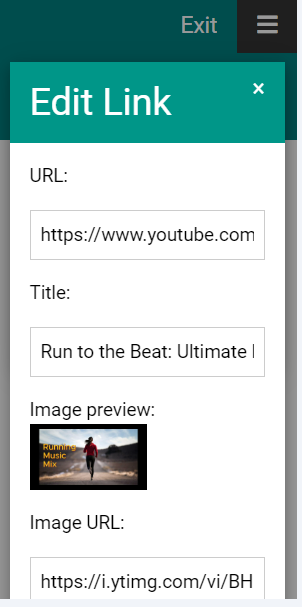 Exit
Edit Link
×
URL:
https://www.youtube.com
Title:
Run to the Beat: Ultimate
Image preview:
Running
Music
Mix
Image URL:
https://i.ytimg.com/vi/BH